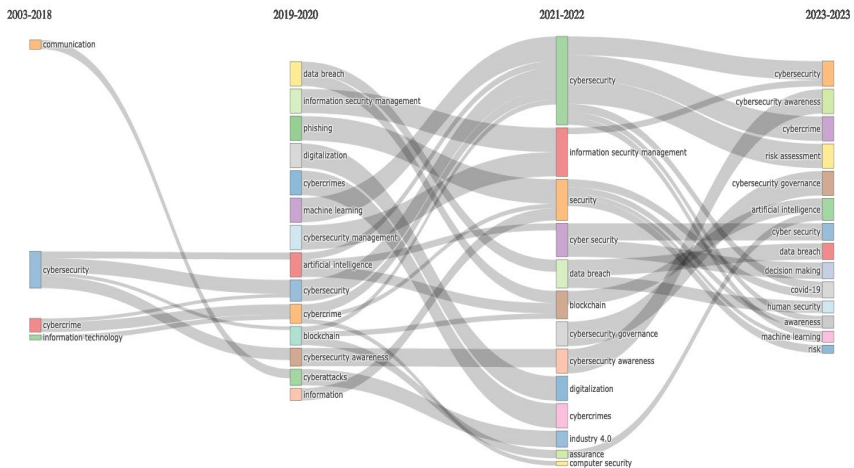 2003-2018
2019-2020
2021-2022
2023-2023
communication
cybersecurity
cybercrime
information technology
data breach
information security management
phishing
digitalization
cybercrimes
machine learning
cybersecurity management
artificial intelligence
cybersecurity
cybercrime
blockchain
cybersecurity awareness
cyberattacks
information
cybersecurity
information security management
security
cyber security
data breach
blockchain
cybersecurity governance
cybersecurity awareness
digitalization
cybercrimes
industry 4.0
assurance
computer security
cybersecurity
cybersecurity awareness
cybercrime
risk assessment
cybersecurity governance
artificial intelligence
cyber security
data breach
decision making
covid-19
human security
awareness
machine learning
risk